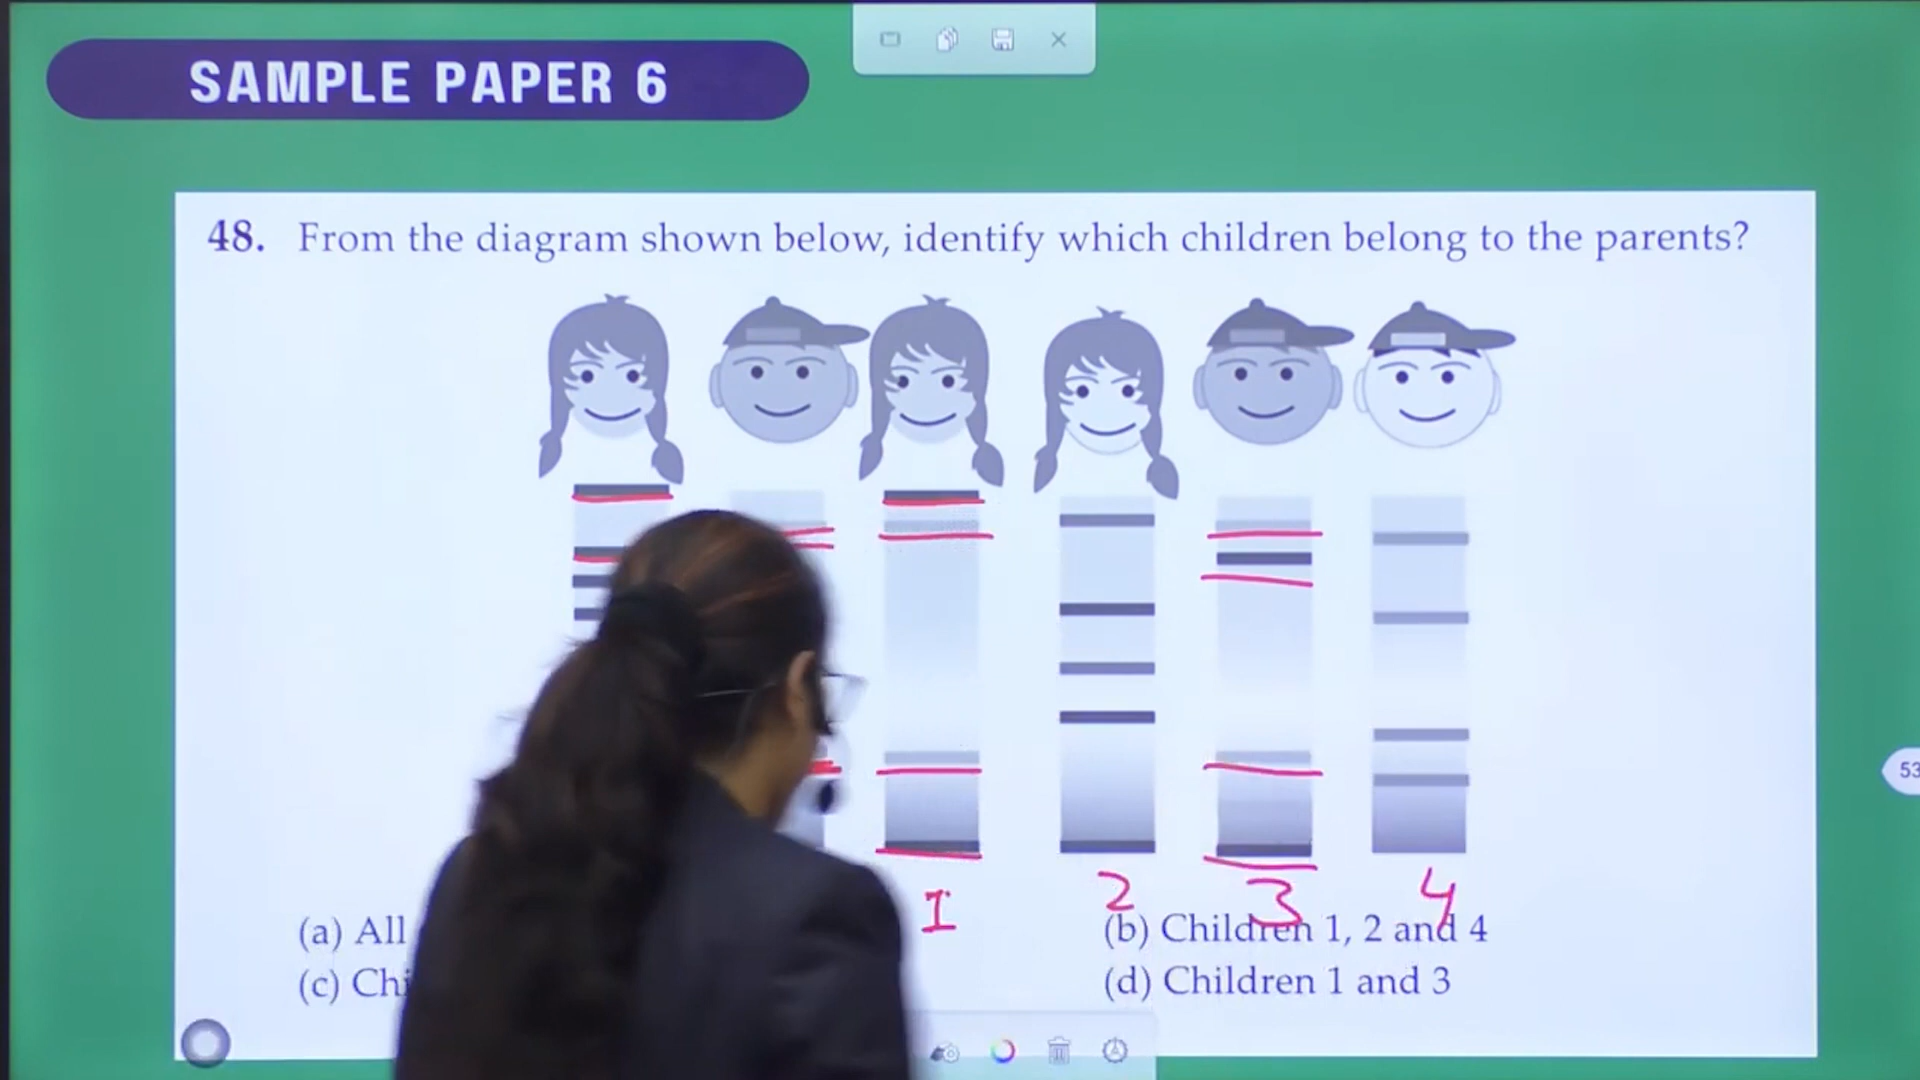 SAMPLE PAPER 6
48. From the diagram shown below, identify which children belong to the parents?
53
1 2 3 4
(a) All
(b) Children 1, 2 and 4
(c)
(d) Children 1 and 3